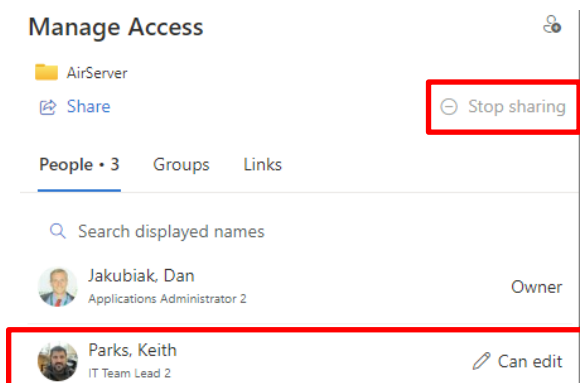 Manage Access
AirServer
Share
Stop sharing
People • 3 Groups Links
Search displayed names
Jakubiak, Dan
Applications Administrator 2
Owner
Parks, Keith
IT Team Lead 2
Can edit